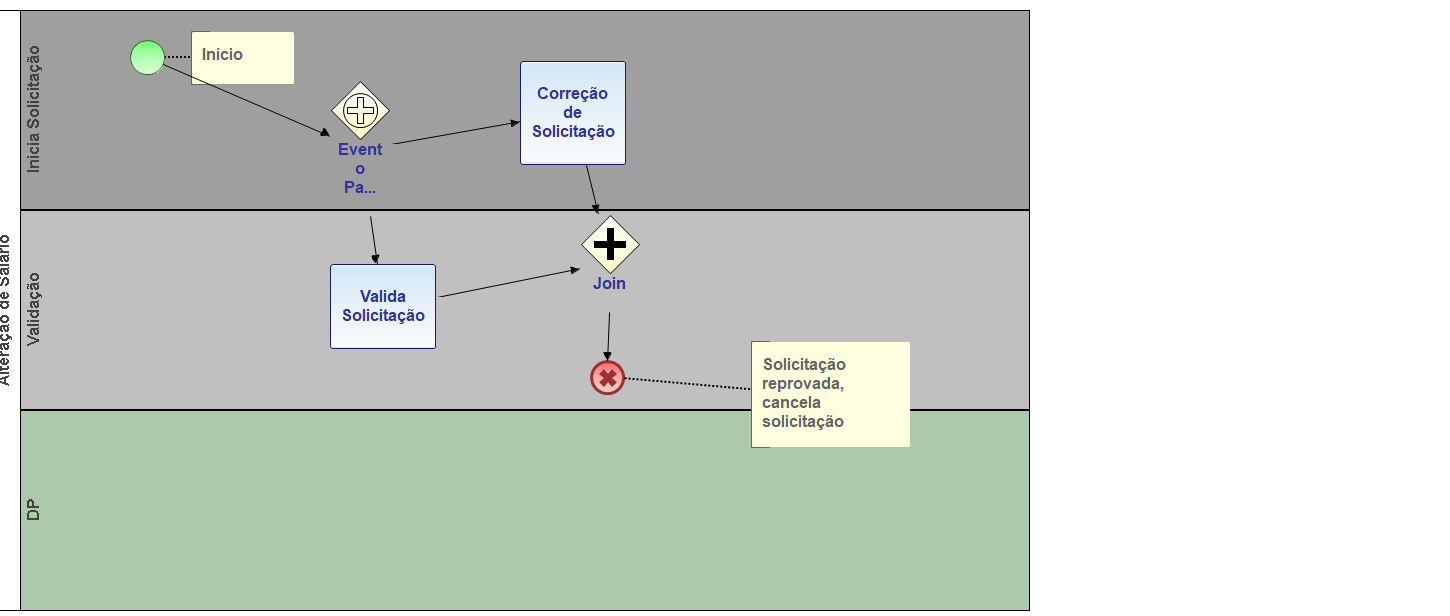 Alteração de Salário
Inicia Solicitação
Início
Event
o
Pa...
Correção
de
Solicitação
Validação
Valida
Solicitação
Join
Solicitação
reprovada,
cancela
solicitação
DP